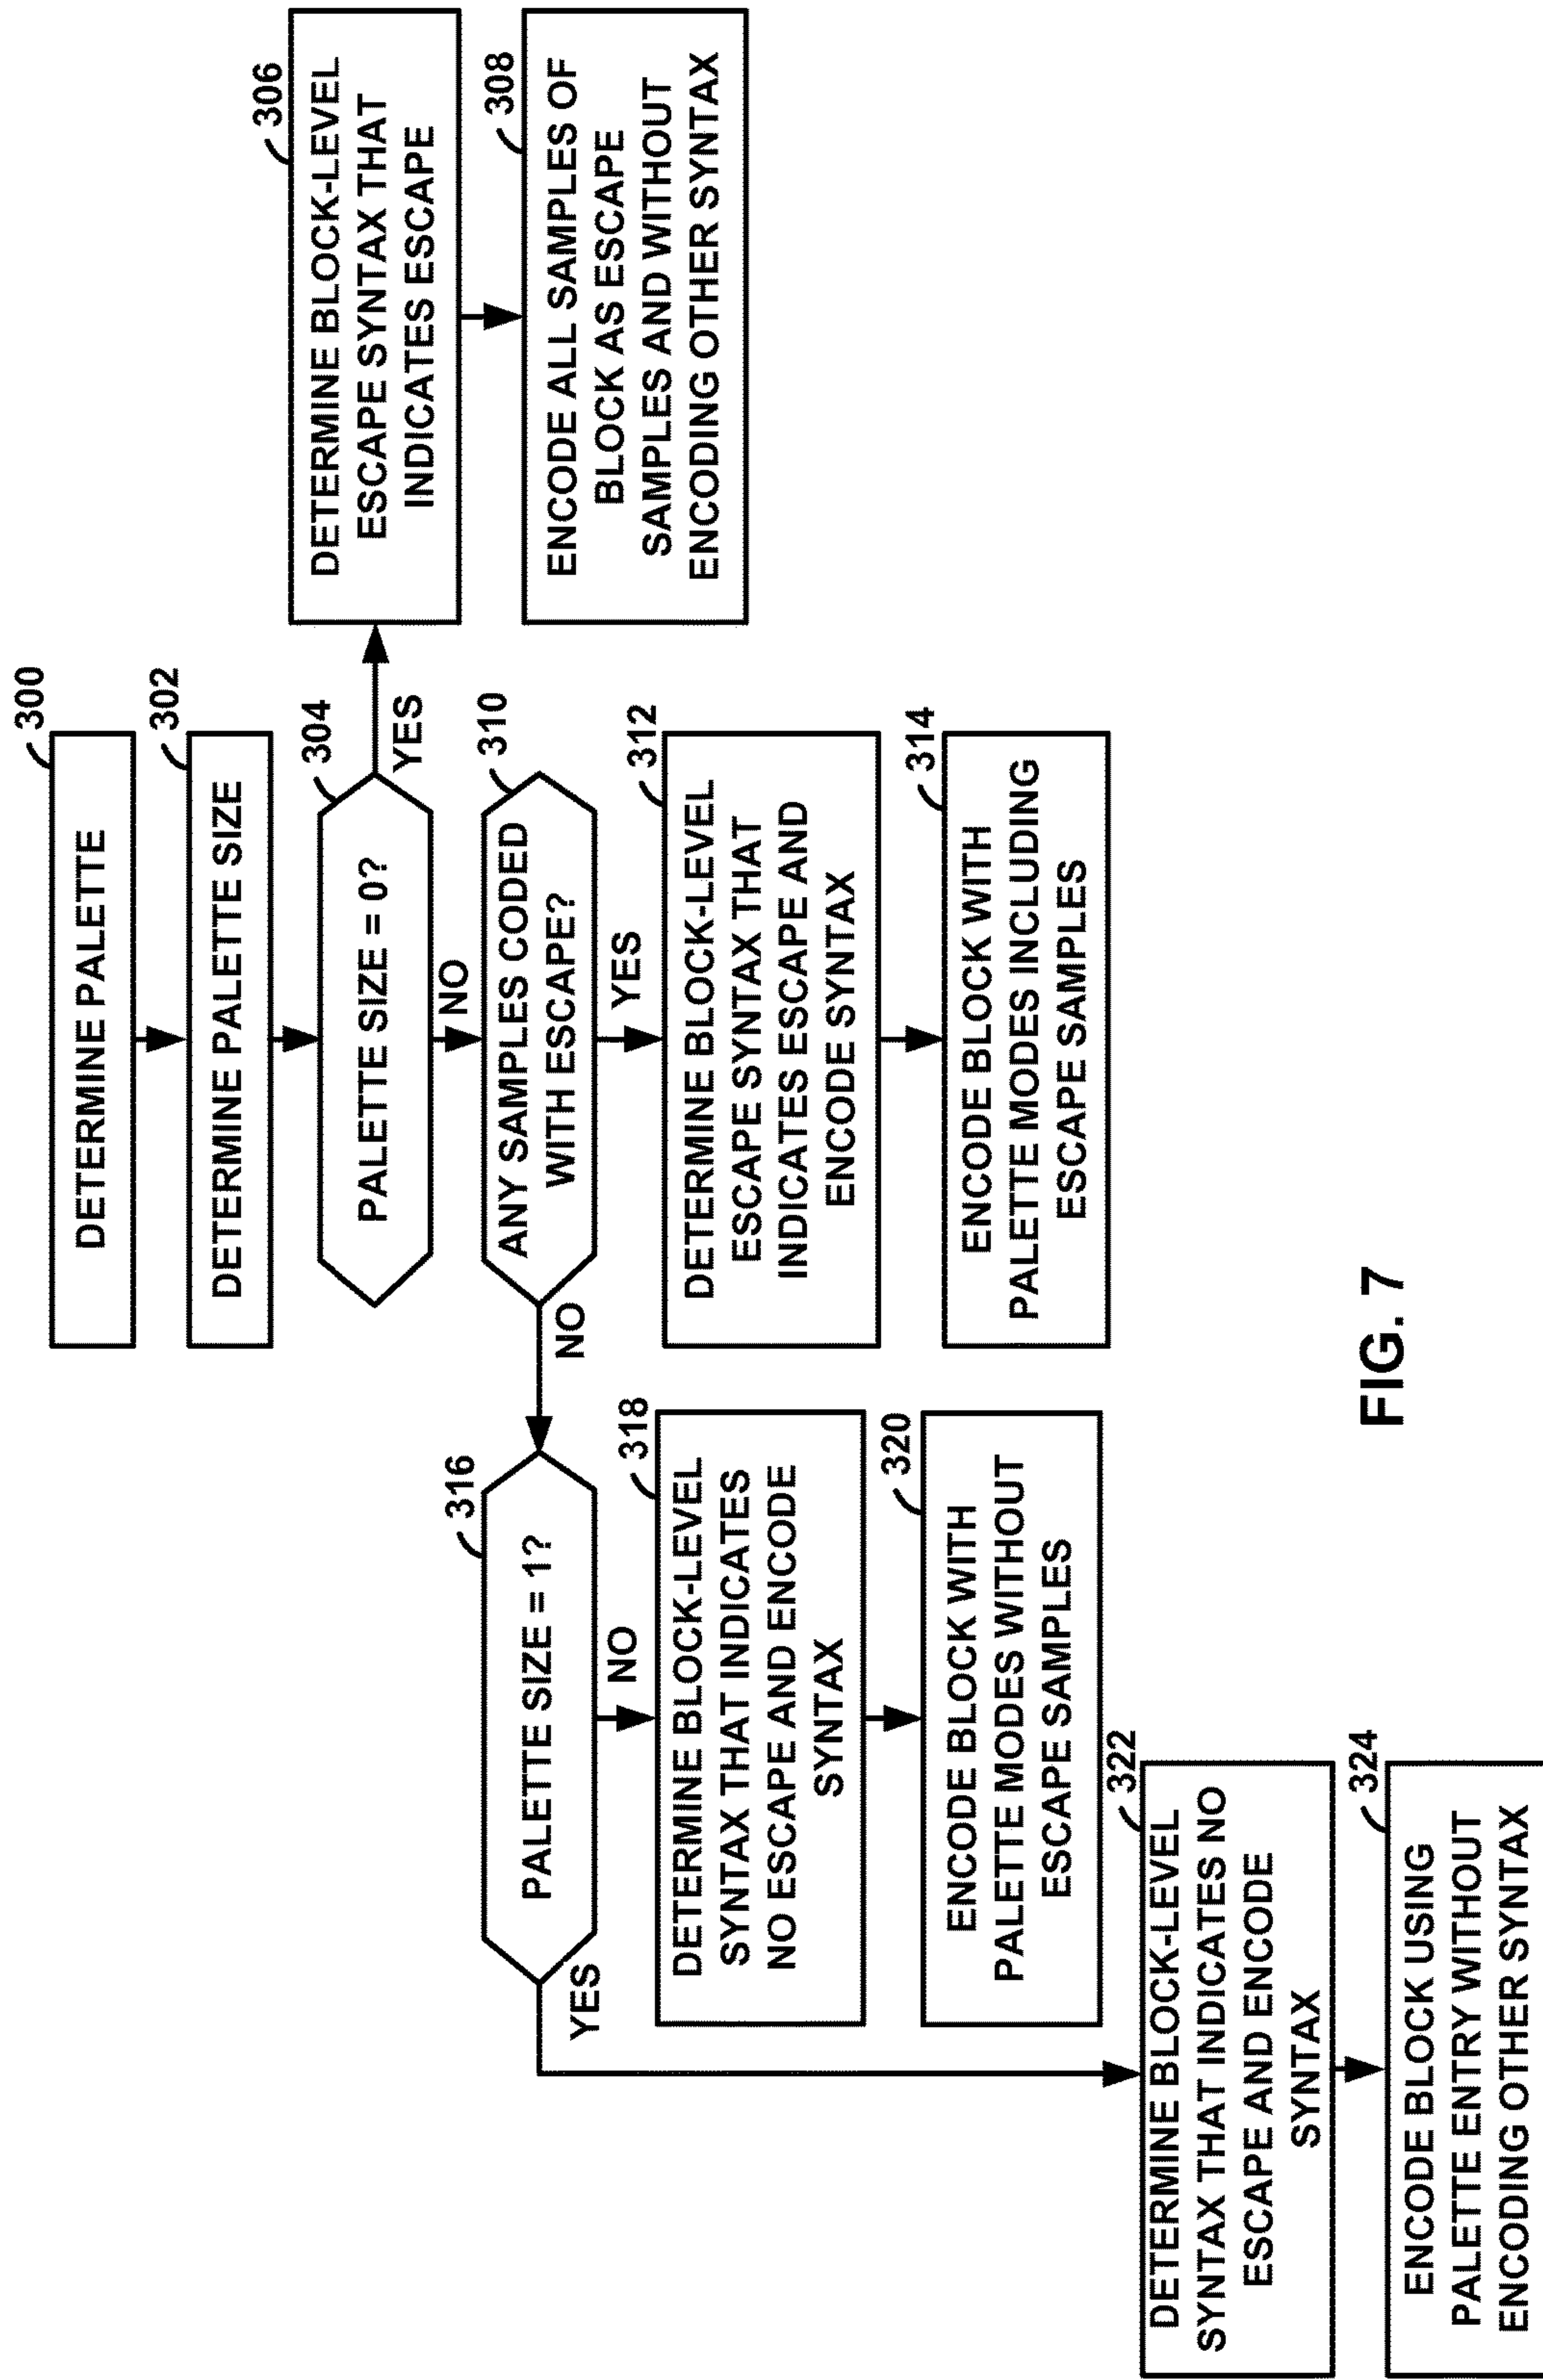 300
DETERMINE PALETTE
302
DETERMINE PALETTE SIZE
304
PALETTE SIZE = 0?
YES
NO
306
DETERMINE BLOCK-LEVEL
ESCAPE SYNTAX THAT
INDICATES ESCAPE
308
ENCODE ALL SAMPLES OF
BLOCK AS ESCAPE
SAMPLES AND WITHOUT
ENCODING OTHER SYNTAX
310
ANY SAMPLES CODED
WITH ESCAPE?
NO
YES
312
DETERMINE BLOCK-LEVEL
ESCAPE SYNTAX THAT
INDICATES ESCAPE AND
ENCODE SYNTAX
314
ENCODE BLOCK WITH
PALETTE MODES INCLUDING
ESCAPE SAMPLES
316
PALETTE SIZE = 1?
YES
NO
318
DETERMINE BLOCK-LEVEL
SYNTAX THAT INDICATES
NO ESCAPE AND ENCODE
SYNTAX
320
ENCODE BLOCK WITH
PALETTE MODES WITHOUT
ESCAPE SAMPLES
322
DETERMINE BLOCK-LEVEL
SYNTAX THAT INDICATES NO
ESCAPE AND ENCODE
SYNTAX
324
ENCODE BLOCK USING
PALETTE ENTRY WITHOUT
ENCODING OTHER SYNTAX
FIG. 7